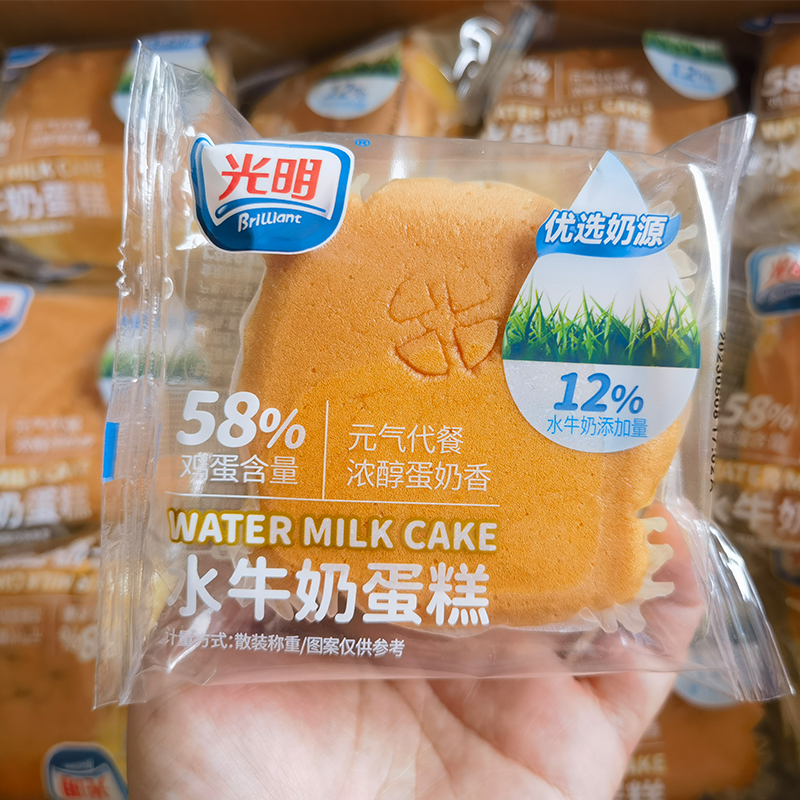 光明
Brilliant
®
优选奶源
12%
水牛奶添加量
58%
鸡蛋含量
元气代餐
浓醇蛋奶香
WATER MILK CAKE
水牛奶蛋糕
计量方式:散装称重/图案仅供参考